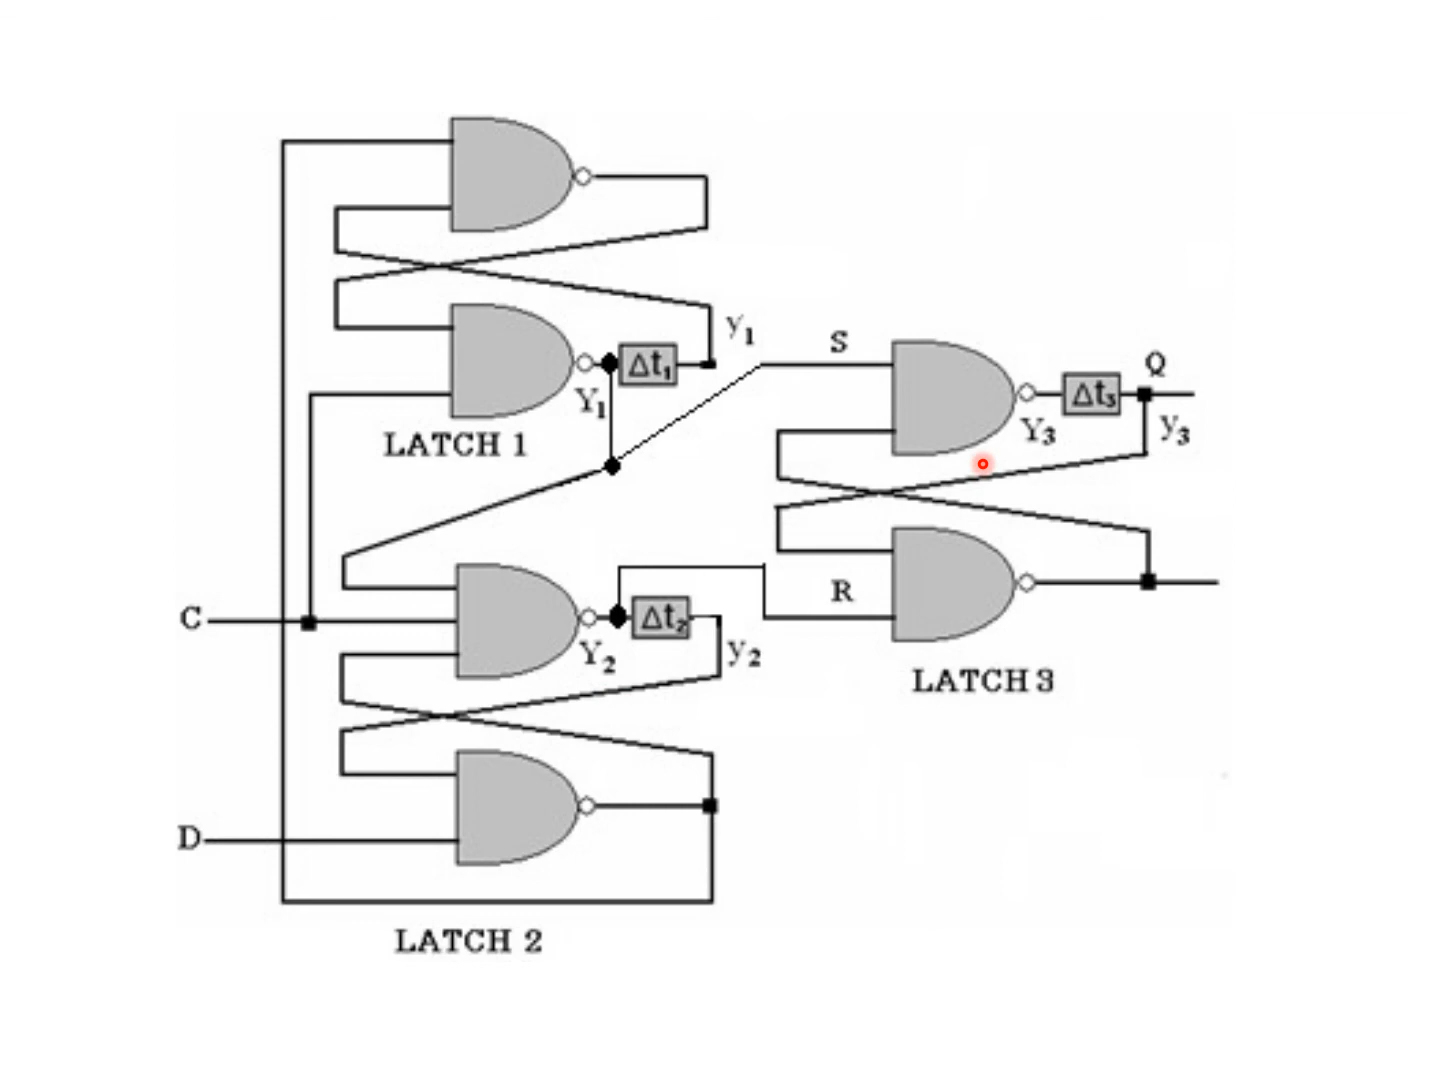 y₁
S
Δt₁
Q
Δt₃
Y₁
Y₃
y₃
LATCH 1
R
C
Δt₂
Y₂
y₂
LATCH 3
D
LATCH 2